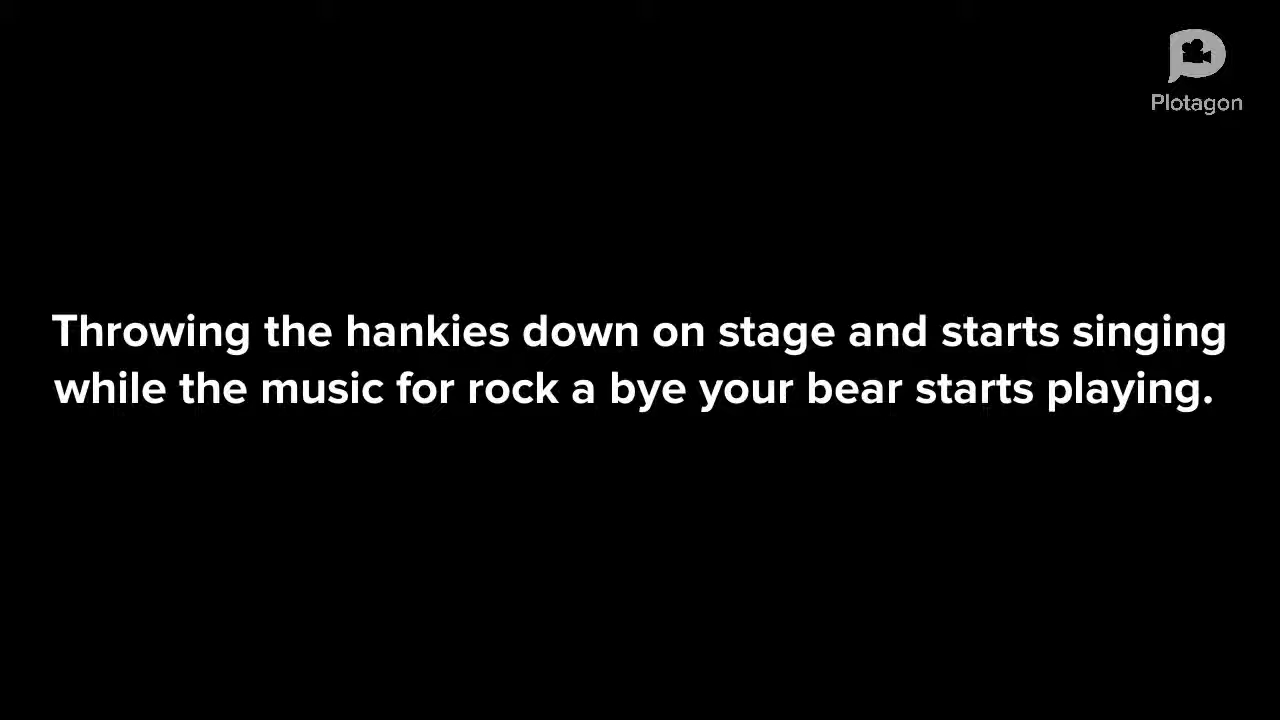 Plotagon
Throwing the hankies down on stage and starts singing
while the music for rock a bye your bear starts playing.